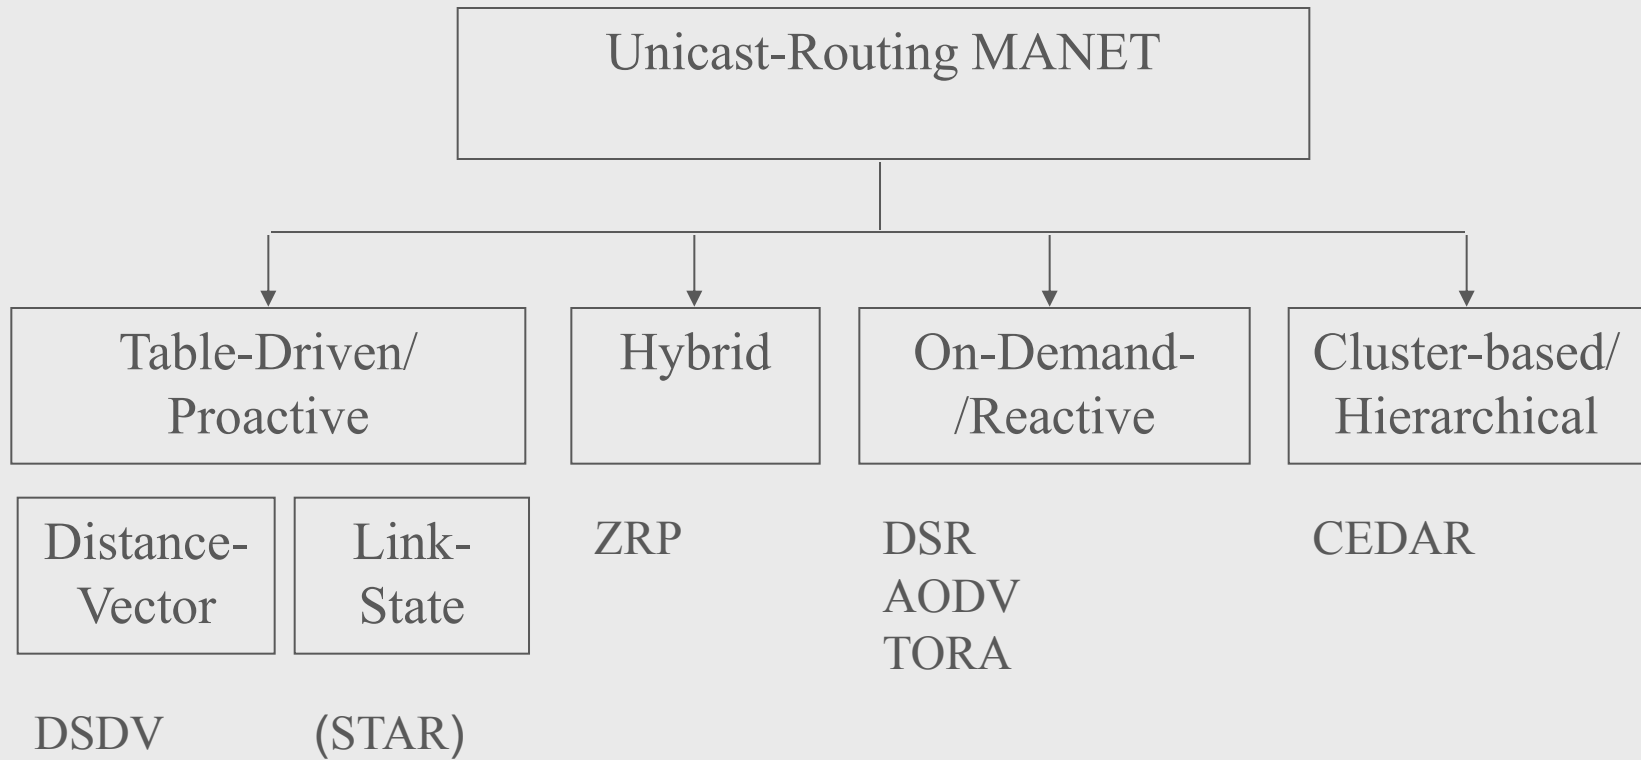 Unicast-Routing MANET
Table-Driven/
Proactive
Hybrid
On-Demand-
/Reactive
Cluster-based/
Hierarchical
Distance-
Vector
Link-
State
ZRP
DSR
AODV
TORA
CEDAR
DSDV
(STAR)